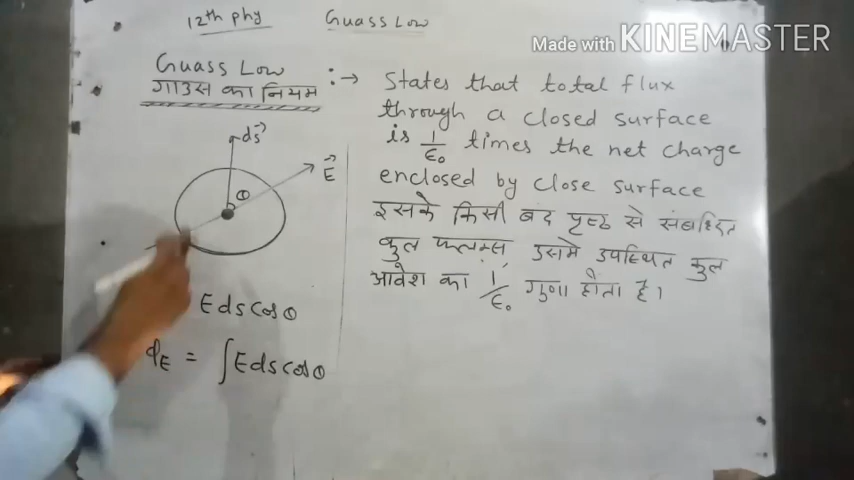 12th phy Guass Low
Made with KINEMASTER
Guass Low :→
गाउस का नियम
States that total flux
through a closed surface
is 1/ε₀ times the net charge
enclosed by close surface
इसके किसी बंद पृष्ठ से संबंधित
कुल फ्लक्स उसमे उपस्थित कुल
आवेश का 1/ε₀ गुणा होता है।
ds→
E→
θ
Edscosθ
ϕE = ∫Edscosθ